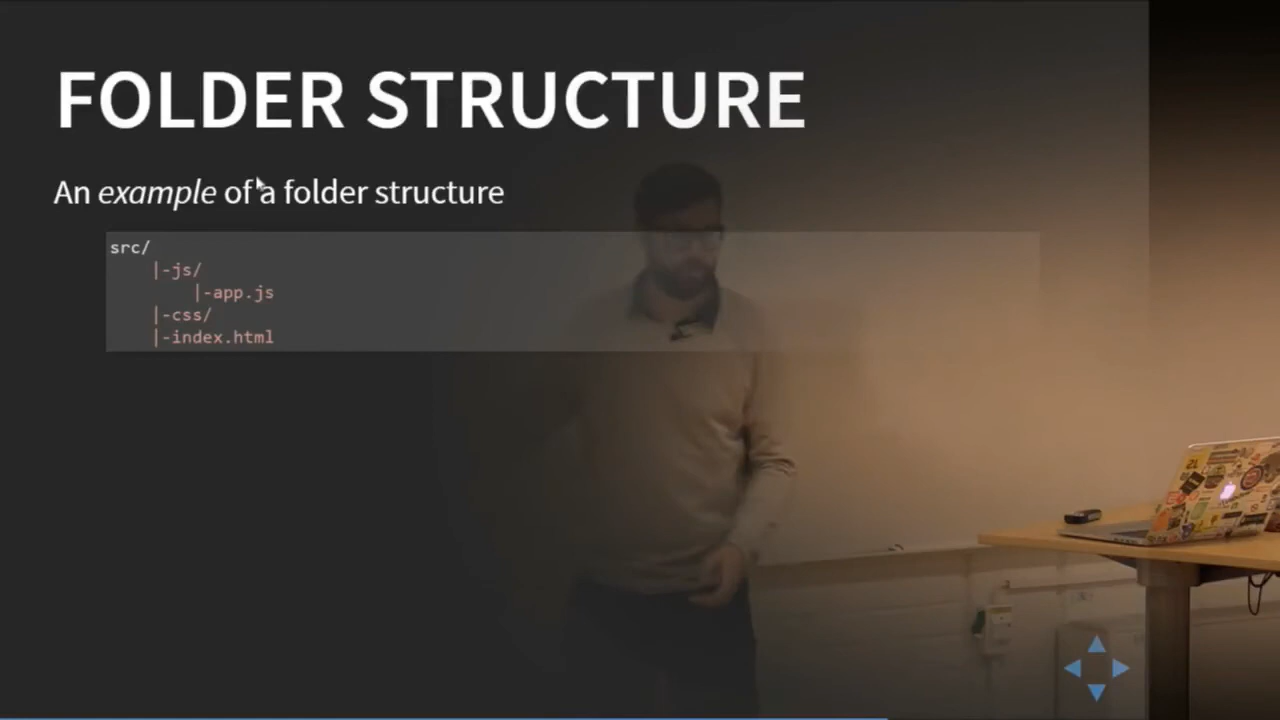 FOLDER STRUCTURE
An example of a folder structure
src/
|-js/
|-app.js
|-css/
|-index.html